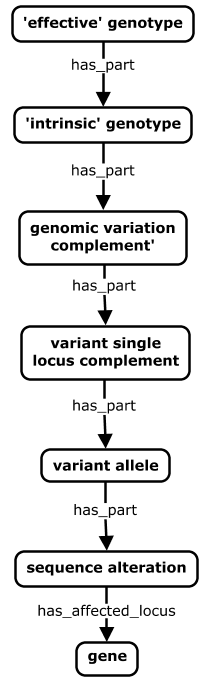 'effective' genotype
has_part
'intrinsic' genotype
has_part
genomic variation
complement'
has_part
variant single
locus complement
has_part
variant allele
has_part
sequence alteration
has_affected_locus
gene